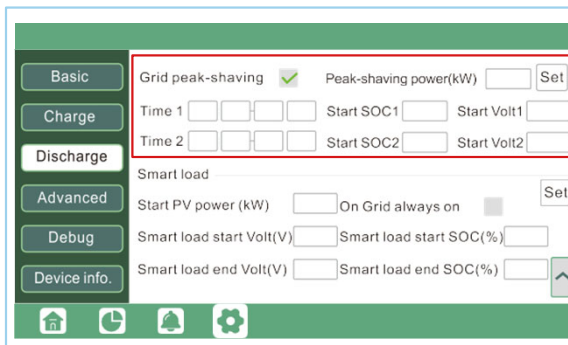 Basic
Charge
Discharge
Advanced
Debug
Device info.
Grid peak-shaving Peak-shaving power(kW) Set
Time 1 - Start SOC1 Start Volt1
Time 2 - Start SOC2 Start Volt2
Smart load
Set
Start PV power (kW) On Grid always on
Smart load start Volt(V) Smart load start SOC(%)
Smart load end Volt(V) Smart load end SOC(%)